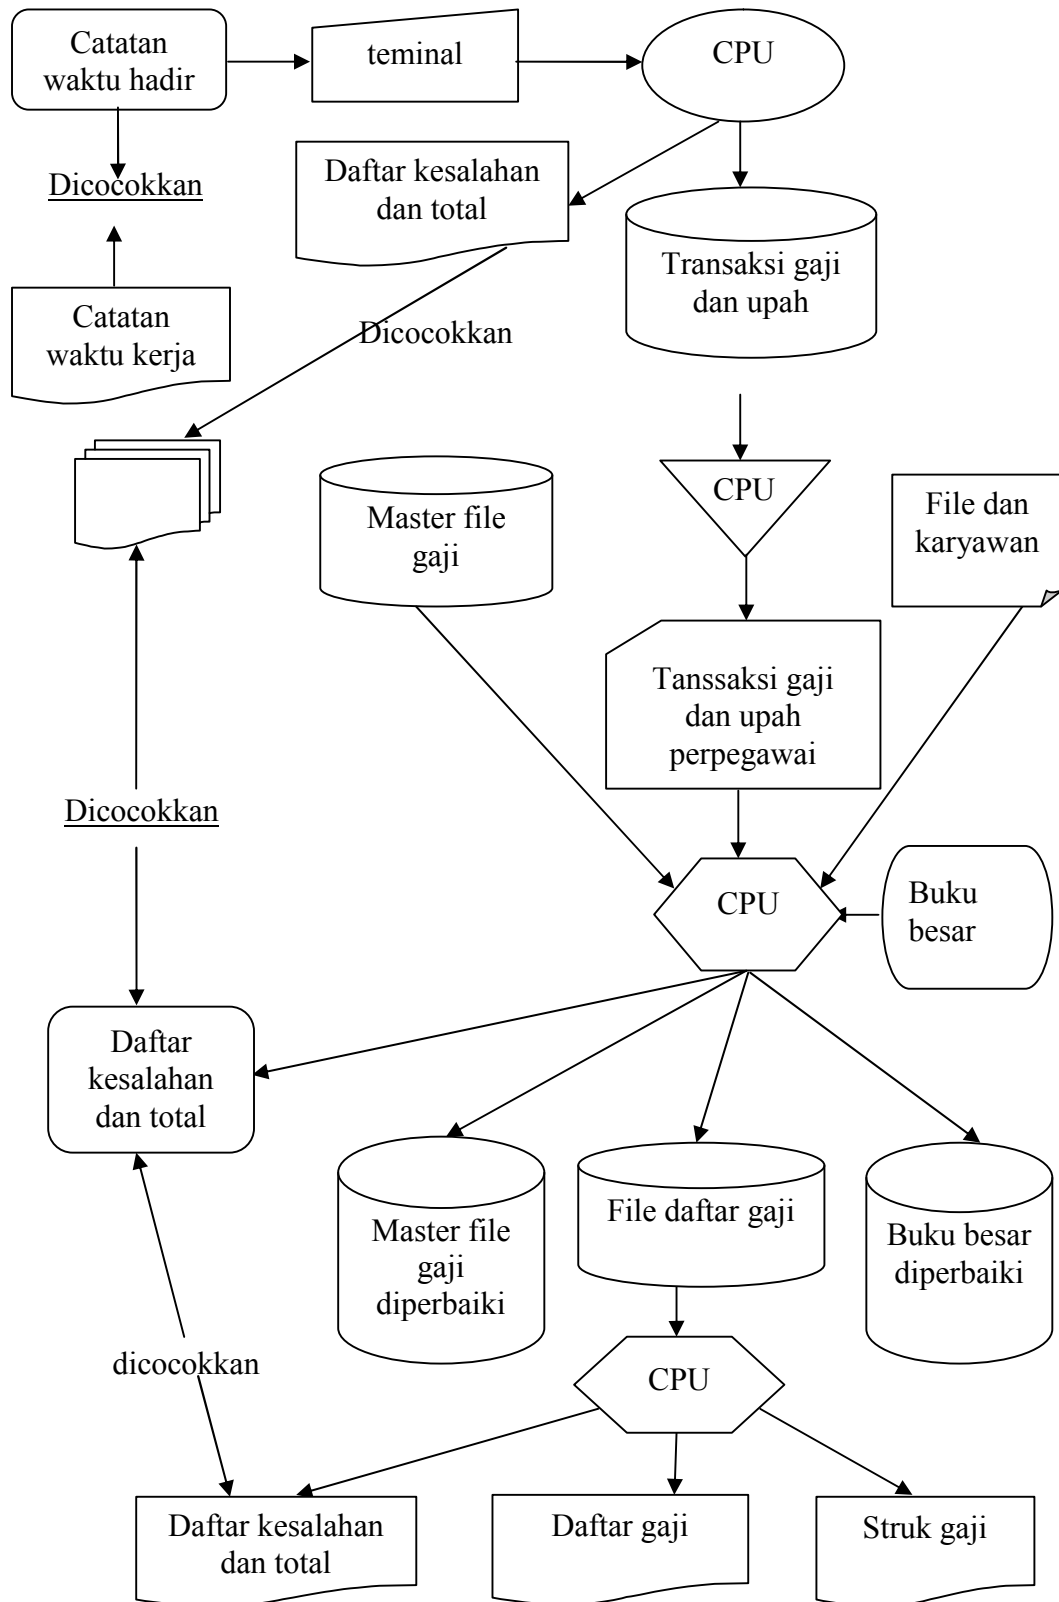 Catatan
waktu hadir
teminal
CPU
Dicocokkan
Daftar kesalahan
dan total
Transaksi gaji
dan upah
Catatan
waktu kerja
Dicocokkan
Master file
gaji
CPU
File dan
karyawan
Tanssaksi gaji
dan upah
perpegawai
Dicocokkan
CPU
Buku
besar
Daftar
kesalahan
dan total
Master file
gaji
diperbaiki
File daftar gaji
Buku besar
diperbaiki
dicocokkan
CPU
Daftar kesalahan
dan total
Daftar gaji
Struk gaji